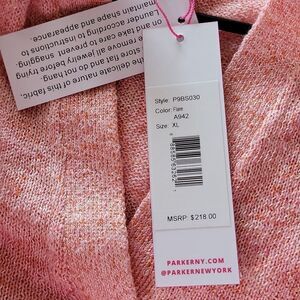 the delicate nature of this fabric,
store flat and do not hang.
remove all jewelry before trying
on and take care to prevent snagging.
Launder according to instructions to
maintain shape and appearance.
Style: P9BS030
Color: Flare
A942
Size: XL
MSRP: $218.00
PARKERNY.COM
@PARKERNEWYORK